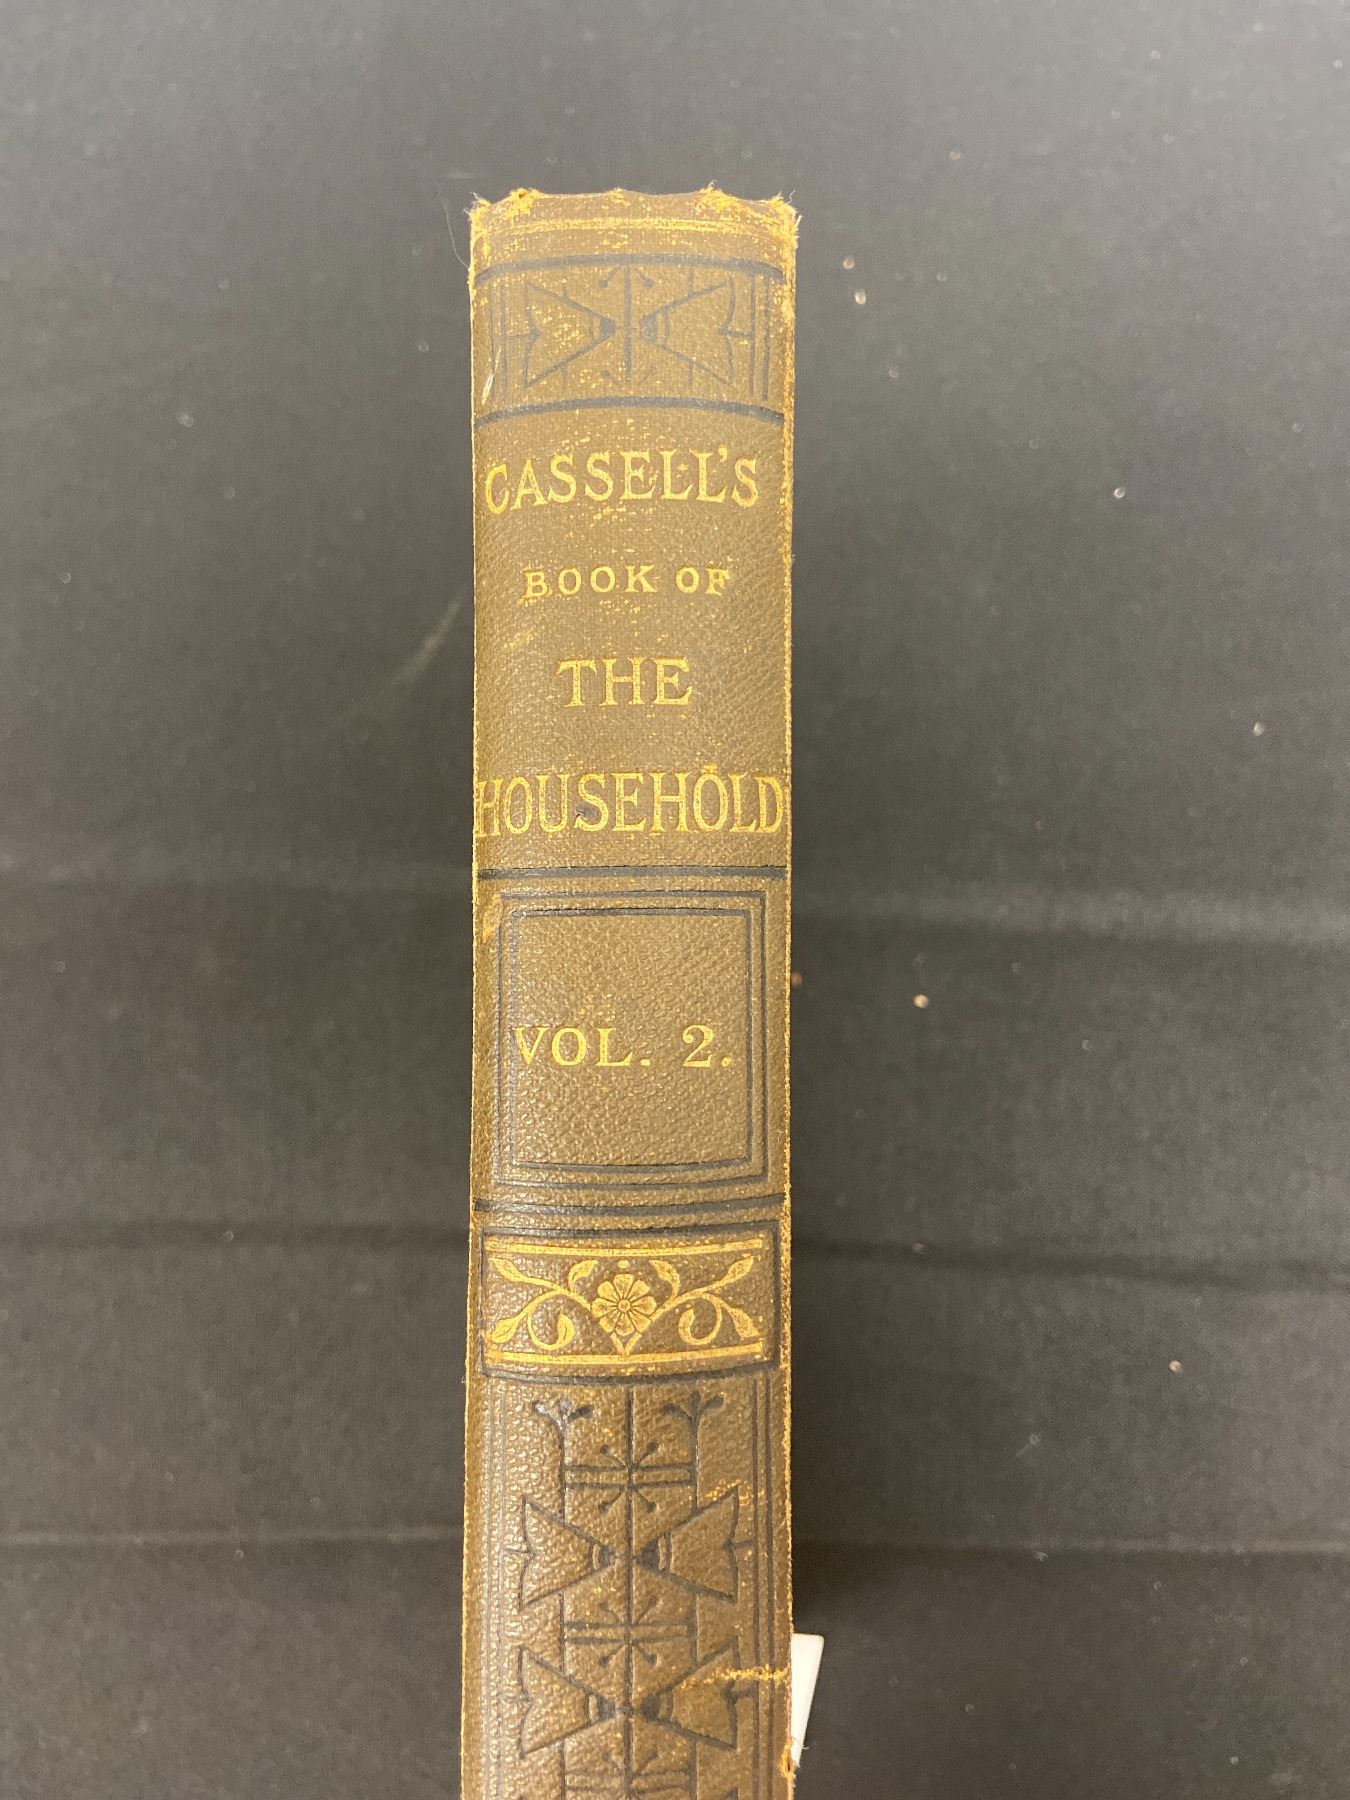 CASSELL'S
BOOK OF
THE
HOUSEHOLD
VOL. 2.